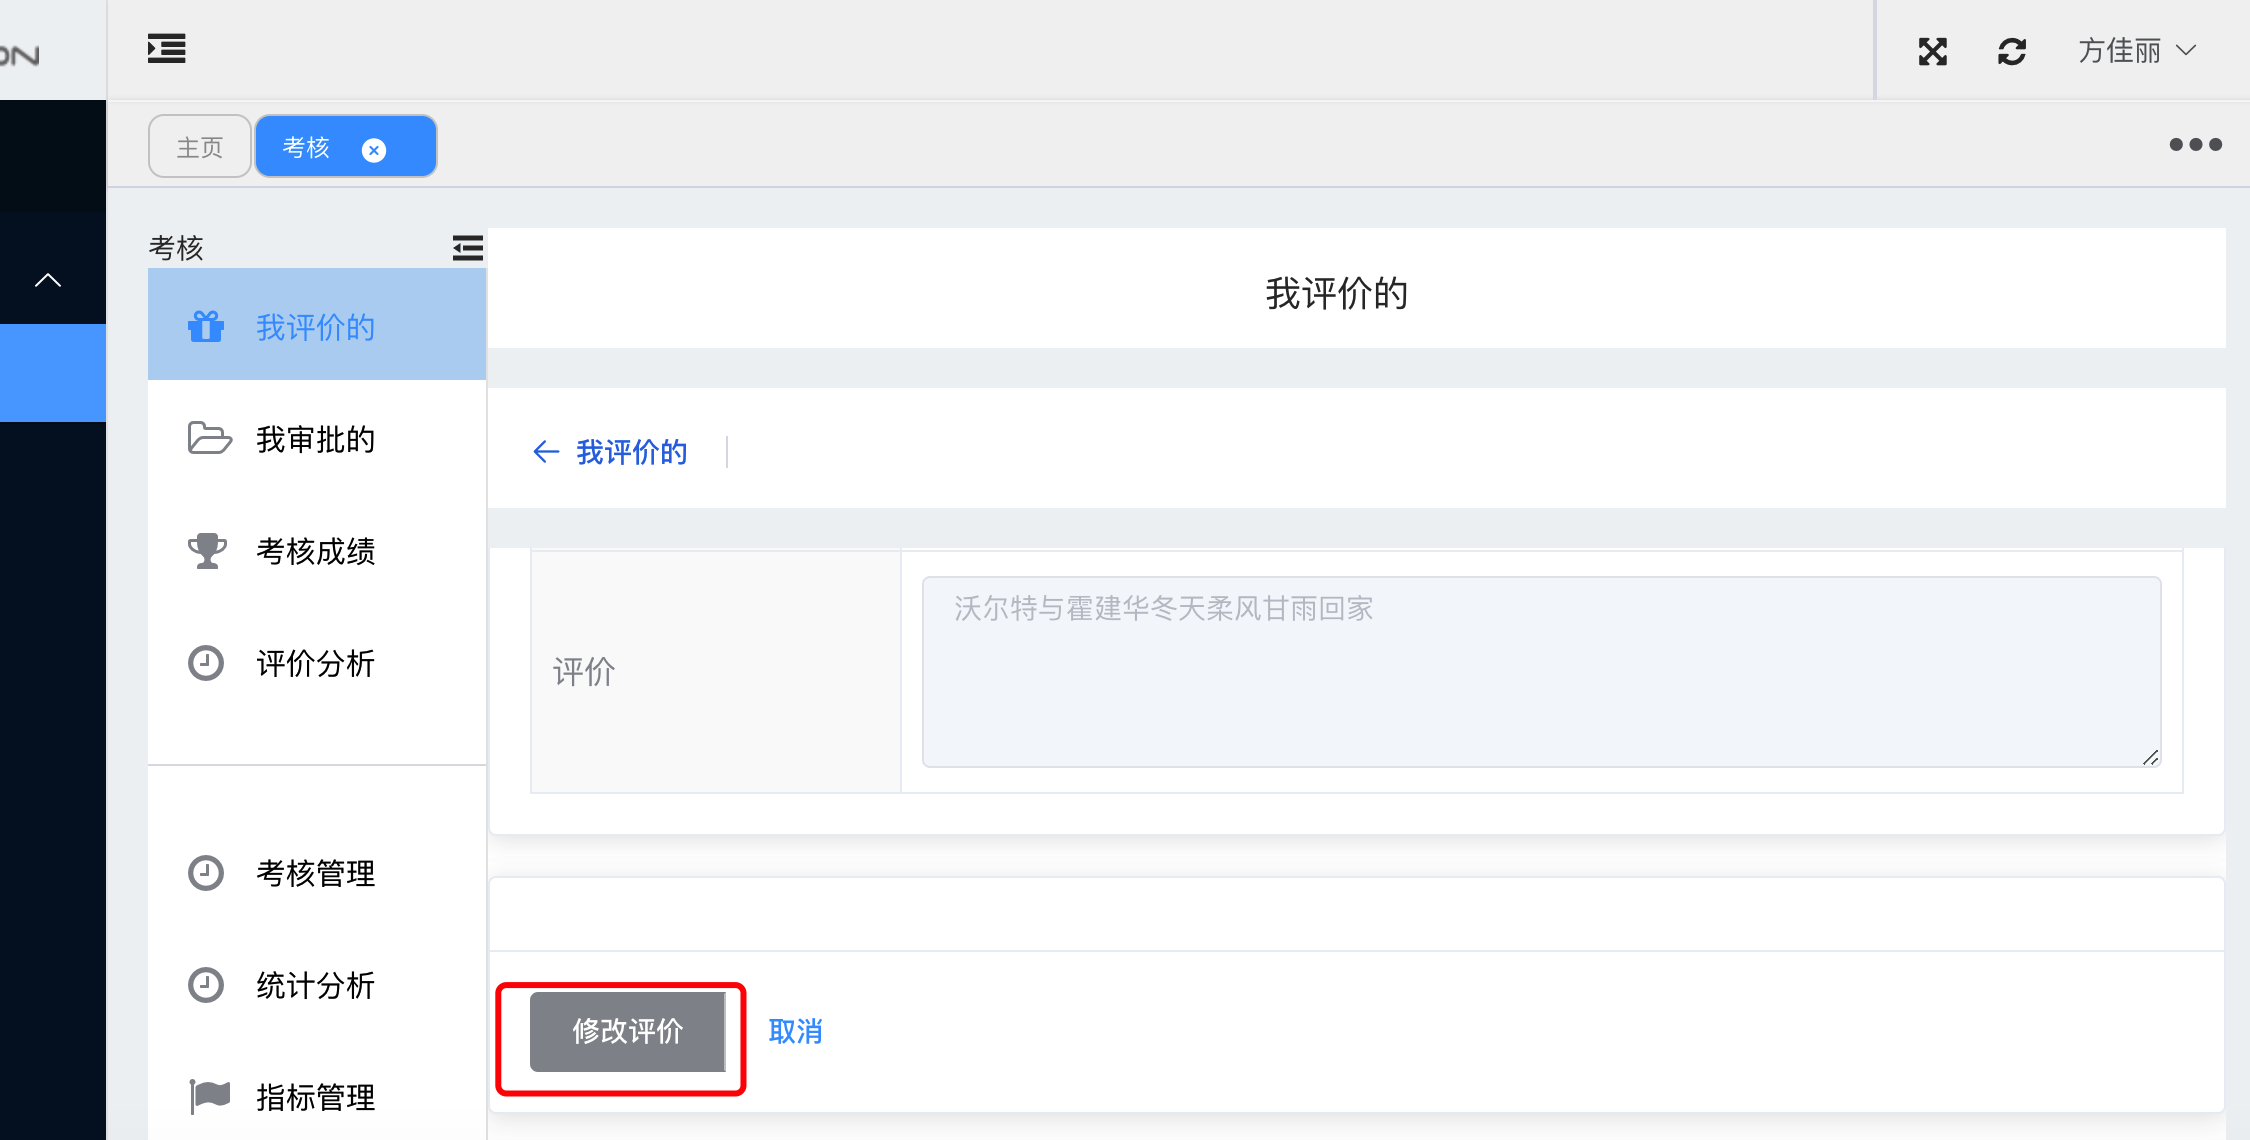 方佳丽
主页
考核
考核
我评价的
我审批的
考核成绩
评价分析
考核管理
统计分析
指标管理
我评价的
我评价的
评价
沃尔特与霍建华冬天柔风甘雨回家
修改评价
取消